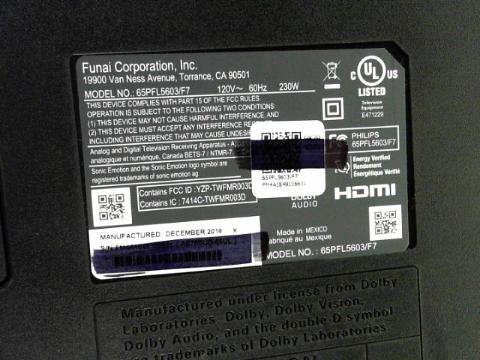 Funai Corporation, Inc.
19900 Van Ness Avenue, Torrance, CA 90501
MODEL NO.: 65PFL5603/F7 120V~ 60Hz 230W
THIS DEVICE COMPLIES WITH PART 15 OF THE FCC RULES.
OPERATION IS SUBJECT TO THE FOLLOWING TWO CONDITIONS:
(1) THIS DEVICE MAY NOT CAUSE HARMFUL INTERFERENCE, AND
(2) THIS DEVICE MUST ACCEPT ANY INTERFERENCE
RECEIVED, INCLUDING INTERFERENCE THAT
MAY CAUSE UNDESIRED OPERATION.
Analog and Digital Television Receiving Apparatus
analogique et numérique, Canada BETS-7 / NTMR-7
Sonic Emotion and the Sonic Emotion logo symbol are
registered trademarks of sonic emotion ag
Contains FCC ID : YZP-TWFMR003D
Contains IC : 7414C-TWFMR003D
C UL US
LISTED
Television
Equipment
E471229
FC
PHILIPS
65PFL5603/F7
Energy Verified
Rendement
Énergétique Vérifié
65PFL5603/F7
DOLBY
AUDIO
HDMI
MANUFACTURED: DECEMBER 2018 X
S/N
Made in MEXICO
Fabriqué au Mexique
MODEL NO.: 65PFL5603/F7
Manufactured under license from Dolby
Laboratories. Dolby, Dolby Vision,
Dolby Audio, and the double-D symbol
are trademarks of Dolby Laboratories